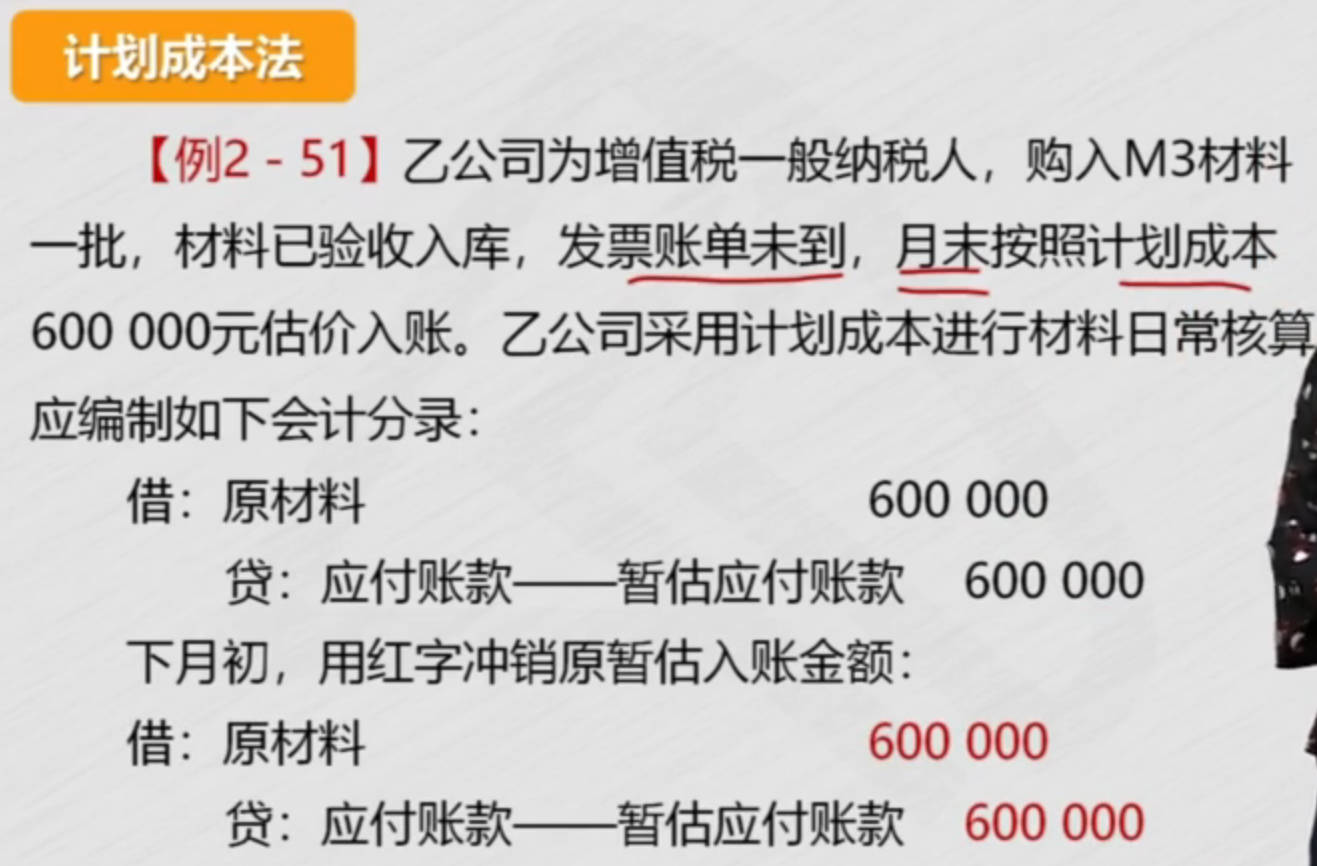 计划成本法
【例2-51】乙公司为增值税一般纳税人，购入M3材料
一批，材料已验收入库，发票账单未到，月末按照计划成本
600 000元估价入账。乙公司采用计划成本进行材料日常核算
应编制如下会计分录：
借：原材料 600 000
贷：应付账款——暂估应付账款 600 000
下月初，用红字冲销原暂估入账金额：
借：原材料 600 000
贷：应付账款——暂估应付账款 600 000